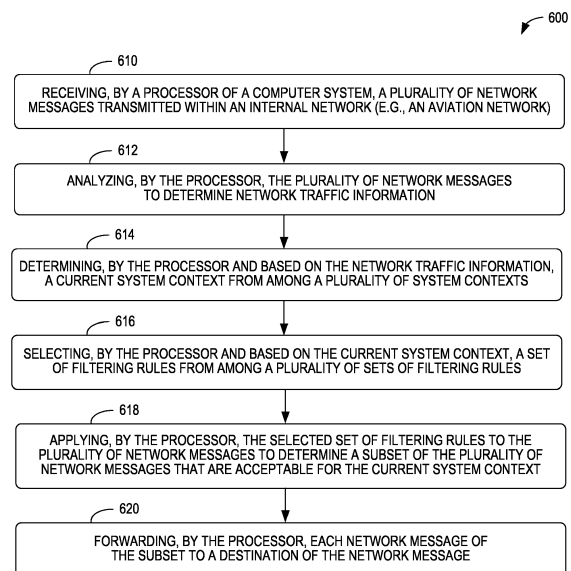 600
610
RECEIVING, BY A PROCESSOR OF A COMPUTER SYSTEM, A PLURALITY OF NETWORK
MESSAGES TRANSMITTED WITHIN AN INTERNAL NETWORK (E.G., AN AVIATION NETWORK)
612
ANALYZING, BY THE PROCESSOR, THE PLURALITY OF NETWORK MESSAGES
TO DETERMINE NETWORK TRAFFIC INFORMATION
614
DETERMINING, BY THE PROCESSOR AND BASED ON THE NETWORK TRAFFIC INFORMATION,
A CURRENT SYSTEM CONTEXT FROM AMONG A PLURALITY OF SYSTEM CONTEXTS
616
SELECTING, BY THE PROCESSOR AND BASED ON THE CURRENT SYSTEM CONTEXT, A SET
OF FILTERING RULES FROM AMONG A PLURALITY OF SETS OF FILTERING RULES
618
APPLYING, BY THE PROCESSOR, THE SELECTED SET OF FILTERING RULES TO THE
PLURALITY OF NETWORK MESSAGES TO DETERMINE A SUBSET OF THE PLURALITY OF
NETWORK MESSAGES THAT ARE ACCEPTABLE FOR THE CURRENT SYSTEM CONTEXT
620
FORWARDING, BY THE PROCESSOR, EACH NETWORK MESSAGE OF
THE SUBSET TO A DESTINATION OF THE NETWORK MESSAGE